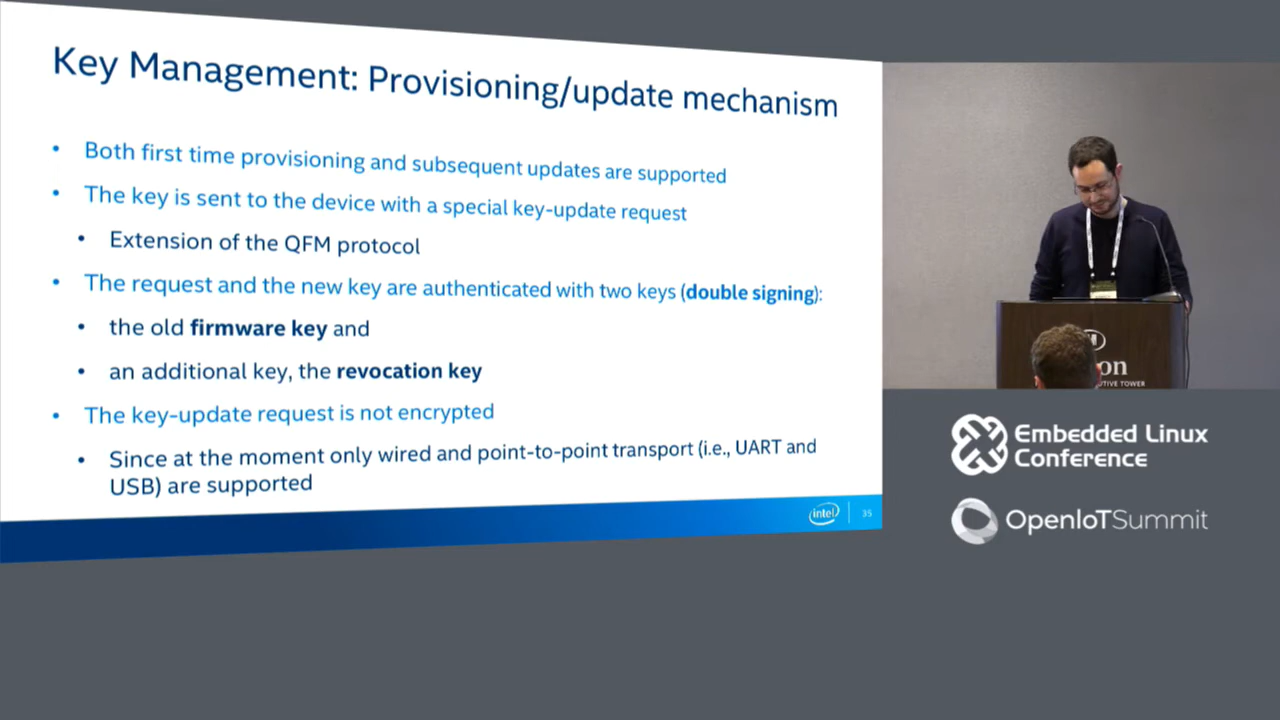 Key Management: Provisioning/update mechanism
• Both first time provisioning and subsequent updates are supported
• The key is sent to the device with a special key-update request
• Extension of the QFM protocol
• The request and the new key are authenticated with two keys (double signing):
• the old firmware key and
• an additional key, the revocation key
• The key-update request is not encrypted
• Since at the moment only wired and point-to-point transport (i.e., UART and
USB) are supported
intel
35
Embedded Linux
Conference
OpenIoTSummit